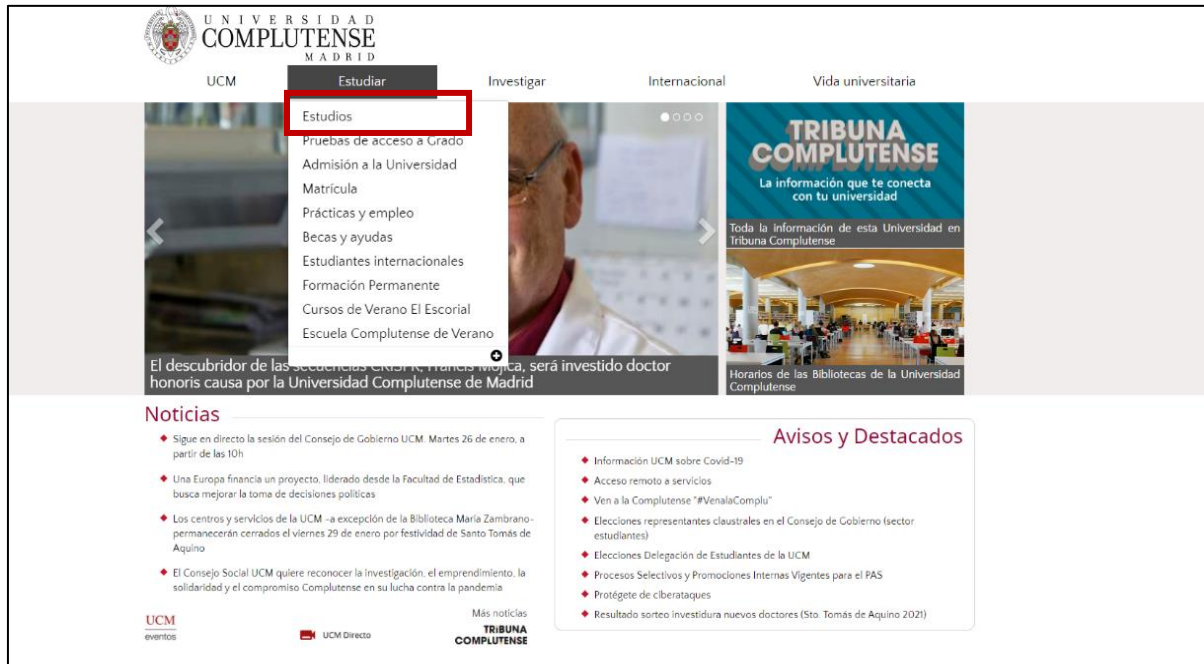 UNIVERSIDAD
COMPLUTENSE
MADRID
UCM
Estudiar
Investigar
Internacional
Vida universitaria
Estudios
Pruebas de acceso a Grado
Admisión a la Universidad
Matrícula
Prácticas y empleo
Becas y ayudas
Estudiantes internacionales
Formación Permanente
Cursos de Verano El Escorial
Escuela Complutense de Verano
El descubridor de las secuencias CRISPR, Francis Mojica, será investido doctor
honoris causa por la Universidad Complutense de Madrid
TRIBUNA
COMPLUTENSE
La información que te conecta
con tu universidad
Toda la información de esta Universidad en
Tribuna Complutense
Horarios de las Bibliotecas de la Universidad
Complutense
Noticias
Sigue en directo la sesión del Consejo de Gobierno UCM. Martes 26 de enero, a
partir de las 10h
Una Europa financia un proyecto, liderado desde la Facultad de Estadística, que
busca mejorar la toma de decisiones políticas
Los centros y servicios de la UCM -a excepción de la Biblioteca María Zambrano-
permanecerán cerrados el viernes 29 de enero por festividad de Santo Tomás de
Aquino
El Consejo Social UCM quiere reconocer la investigación, el emprendimiento, la
solidaridad y el compromiso Complutense en su lucha contra la pandemia
UCM
eventos
UCM Directo
Más noticias
TRIBUNA
COMPLUTENSE
Avisos y Destacados
Información UCM sobre Covid-19
Acceso remoto a servicios
Ven a la Complutense "#VenalaComplu"
Elecciones representantes claustrales en el Consejo de Gobierno (sector
estudiantes)
Elecciones Delegación de Estudiantes de la UCM
Procesos Selectivos y Promociones Internas Vigentes para el PAS
Protégete de ciberataques
Resultado sorteo investidura nuevos doctores (Sto. Tomás de Aquino 2021)